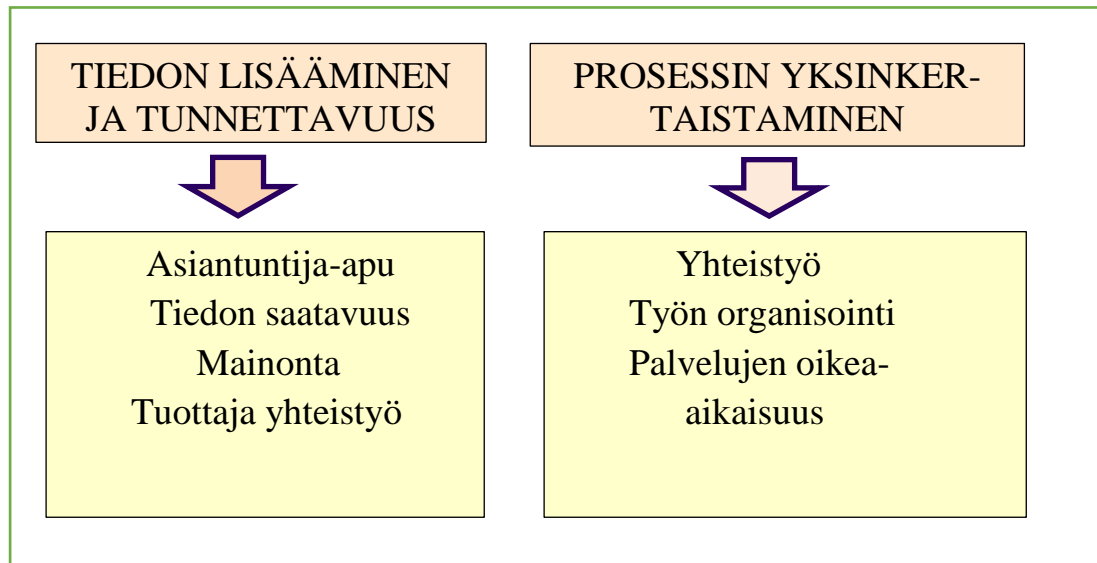 TIEDON LISÄÄMINEN
JA TUNNETTAVUUS
Asiantuntija-apu
Tiedon saatavuus
Mainonta
Tuottaja yhteistyö
PROSESSIN YKSINKER-
TAISTAMINEN
Yhteistyö
Työn organisointi
Palvelujen oikea-
aikaisuus